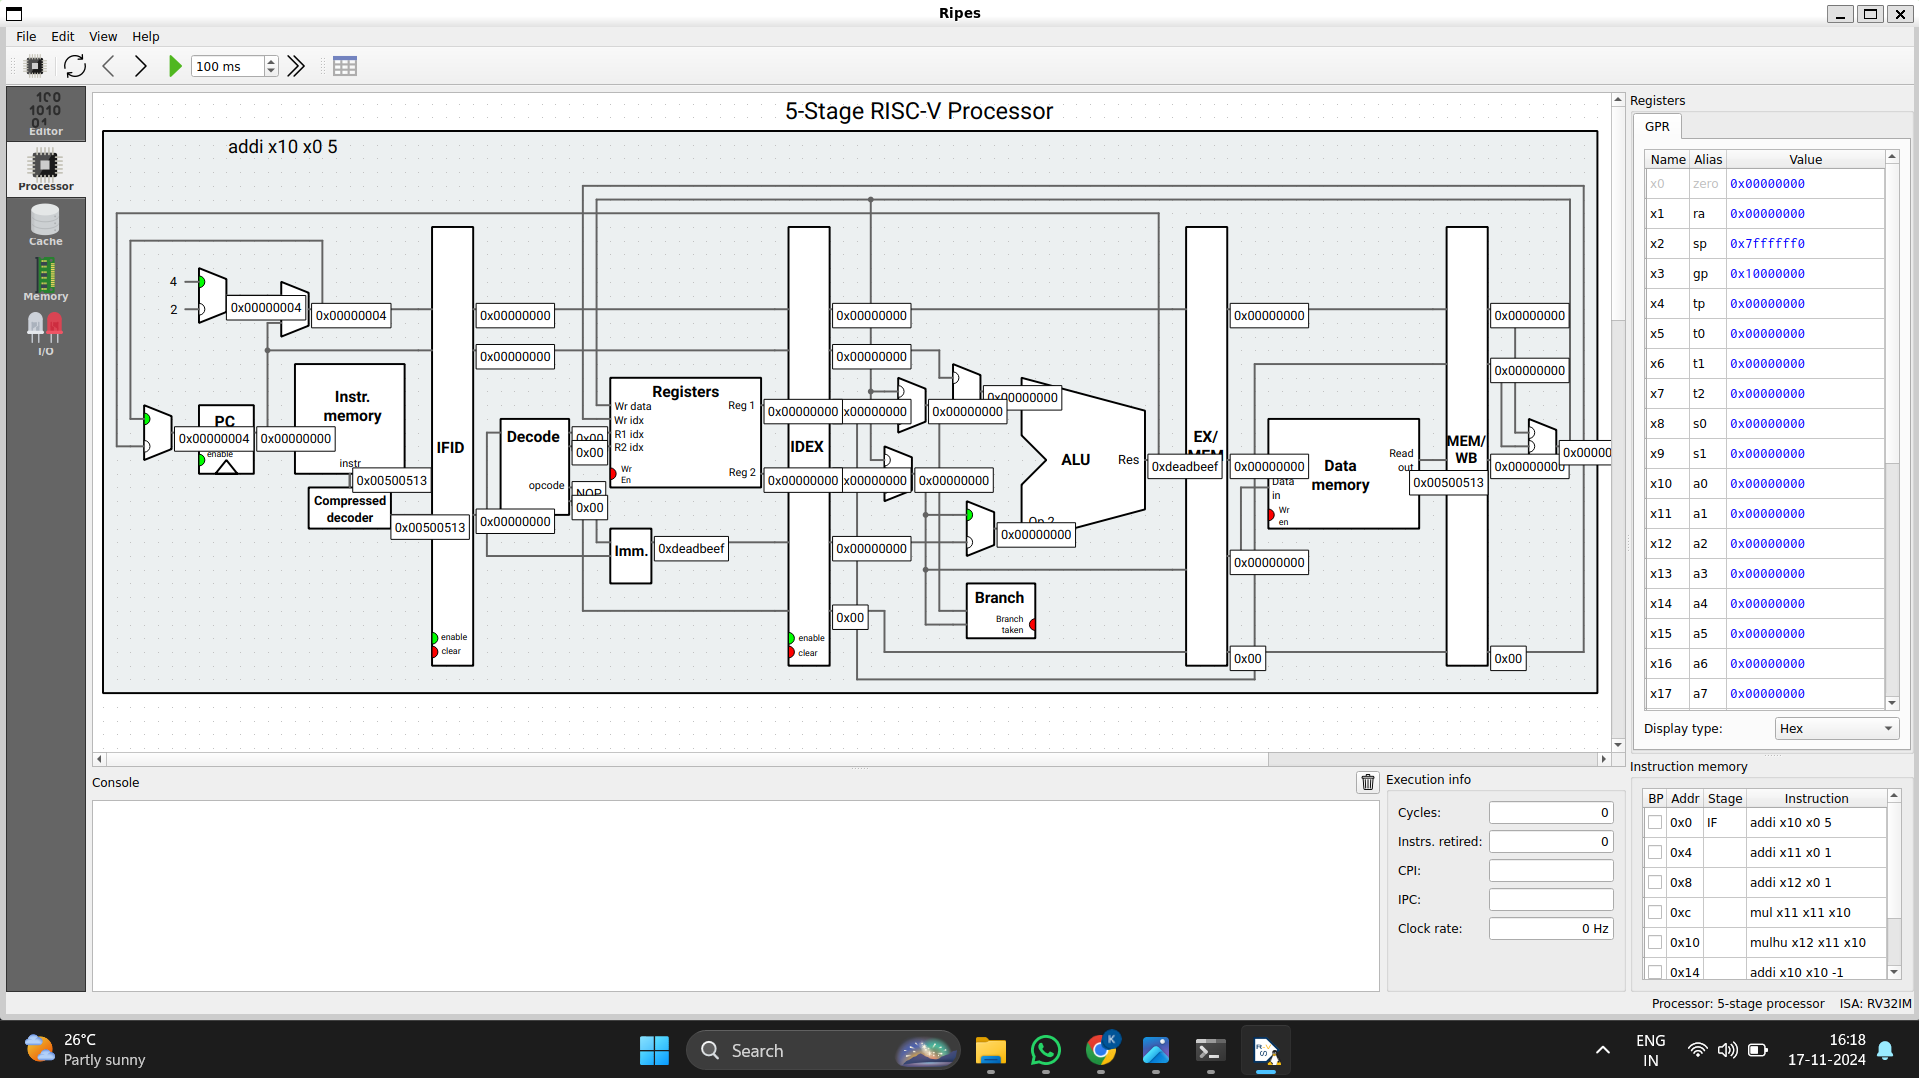 Ripes
File Edit View Help
100 ms
Editor
Processor
Cache
Memory
I/O
5-Stage RISC-V Processor
addi x10 x0 5
4
2
0x00000004
0x00000004
0x00000000
0x00000000
0x00000000
0x00000000
0x00000000
0x00000000
0x00000000
PC
0x00000004
0x00000000
enable
Instr.
memory
instr
0x00500513
Compressed
decoder
0x00500513
IFID
enable
clear
0x00000000
Decode
opcode
0x00
0x00
NOP
0x00
Registers
Wr data
Wr idx
R1 idx
R2 idx
Wr
En
Reg 1
Reg 2
0x00000000
0x00000000
Imm.
0xdeadbeef
IDEX
enable
clear
x00000000
x00000000
0x00000000
0x00
0x00000000
0x00000000
0x00000000
0x00000000
ALU
Res
Op 2
0xdeadbeef
Branch
Branch
taken
EX/
MEM
0x00000000
0x00000000
0x00
Data
memory
Data
in
Wr
en
Read
out
0x00500513
MEM/
WB
0x00000000
0x00
0x0000
Registers
GPR
Name Alias Value
x0 zero 0x00000000
x1 ra 0x00000000
x2 sp 0x7ffffff0
x3 gp 0x10000000
x4 tp 0x00000000
x5 t0 0x00000000
x6 t1 0x00000000
x7 t2 0x00000000
x8 s0 0x00000000
x9 s1 0x00000000
x10 a0 0x00000000
x11 a1 0x00000000
x12 a2 0x00000000
x13 a3 0x00000000
x14 a4 0x00000000
x15 a5 0x00000000
x16 a6 0x00000000
x17 a7 0x00000000
Display type: Hex
Console
Execution info
Cycles: 0
Instrs. retired: 0
CPI:
IPC:
Clock rate: 0 Hz
Instruction memory
BP Addr Stage Instruction
0x0 IF addi x10 x0 5
0x4 addi x11 x0 1
0x8 addi x12 x0 1
0xc mul x11 x11 x10
0x10 mulhu x12 x11 x10
0x14 addi x10 x10 -1
Processor: 5-stage processor ISA: RV32IM
26°C
Partly sunny
Search
K
ENG
IN
16:18
17-11-2024